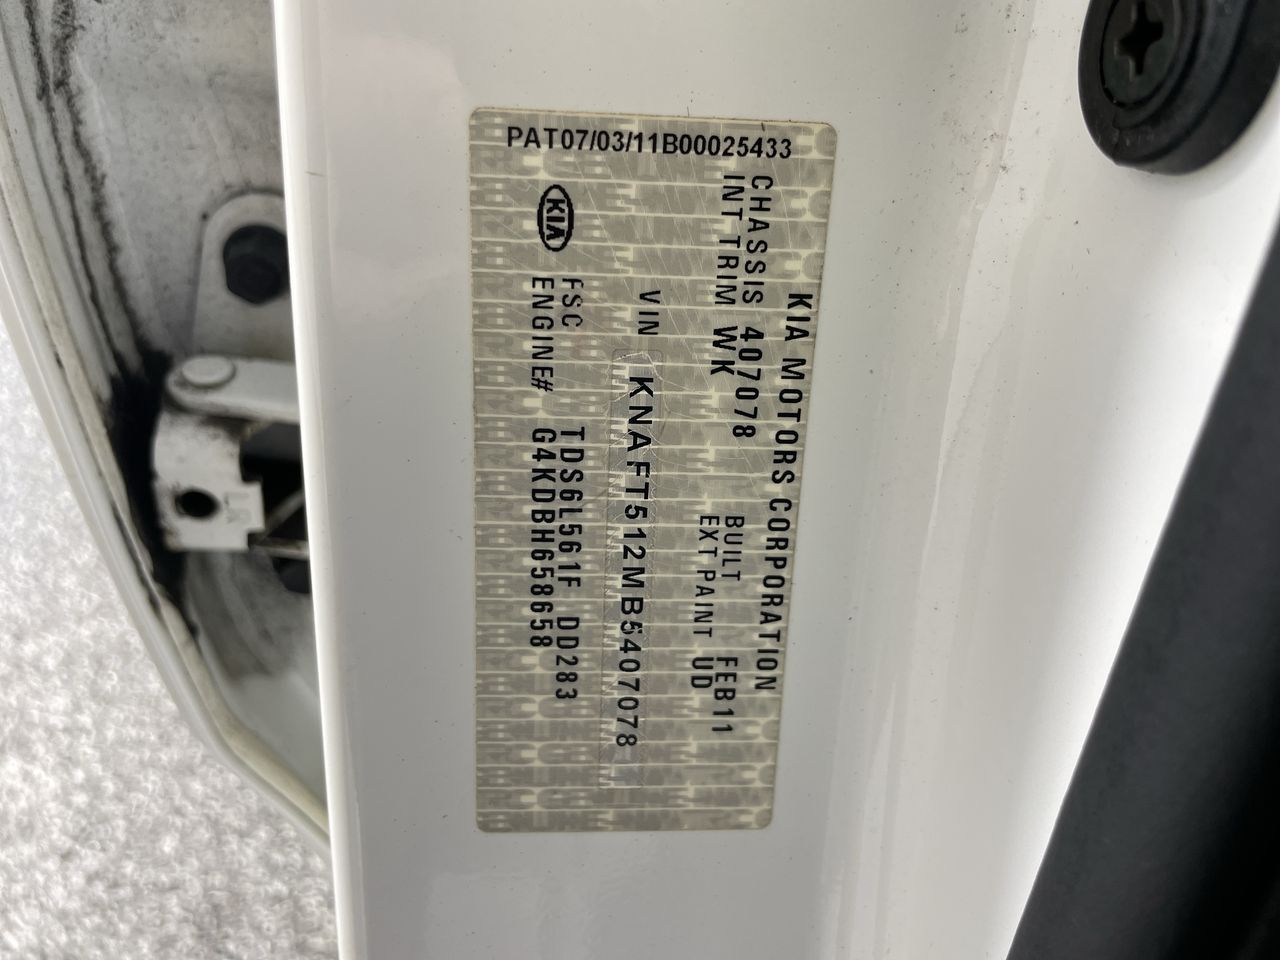 PAT07/03/11B00025433
KIA MOTORS CORPORATION
CHASSIS 407078 BUILT FEB11
INT TRIM WK EXT PAINT UD
VIN KNAFT512MB5407078
KIA
FSC TDS6L561F DD283
ENGINE# G4KDBH658658